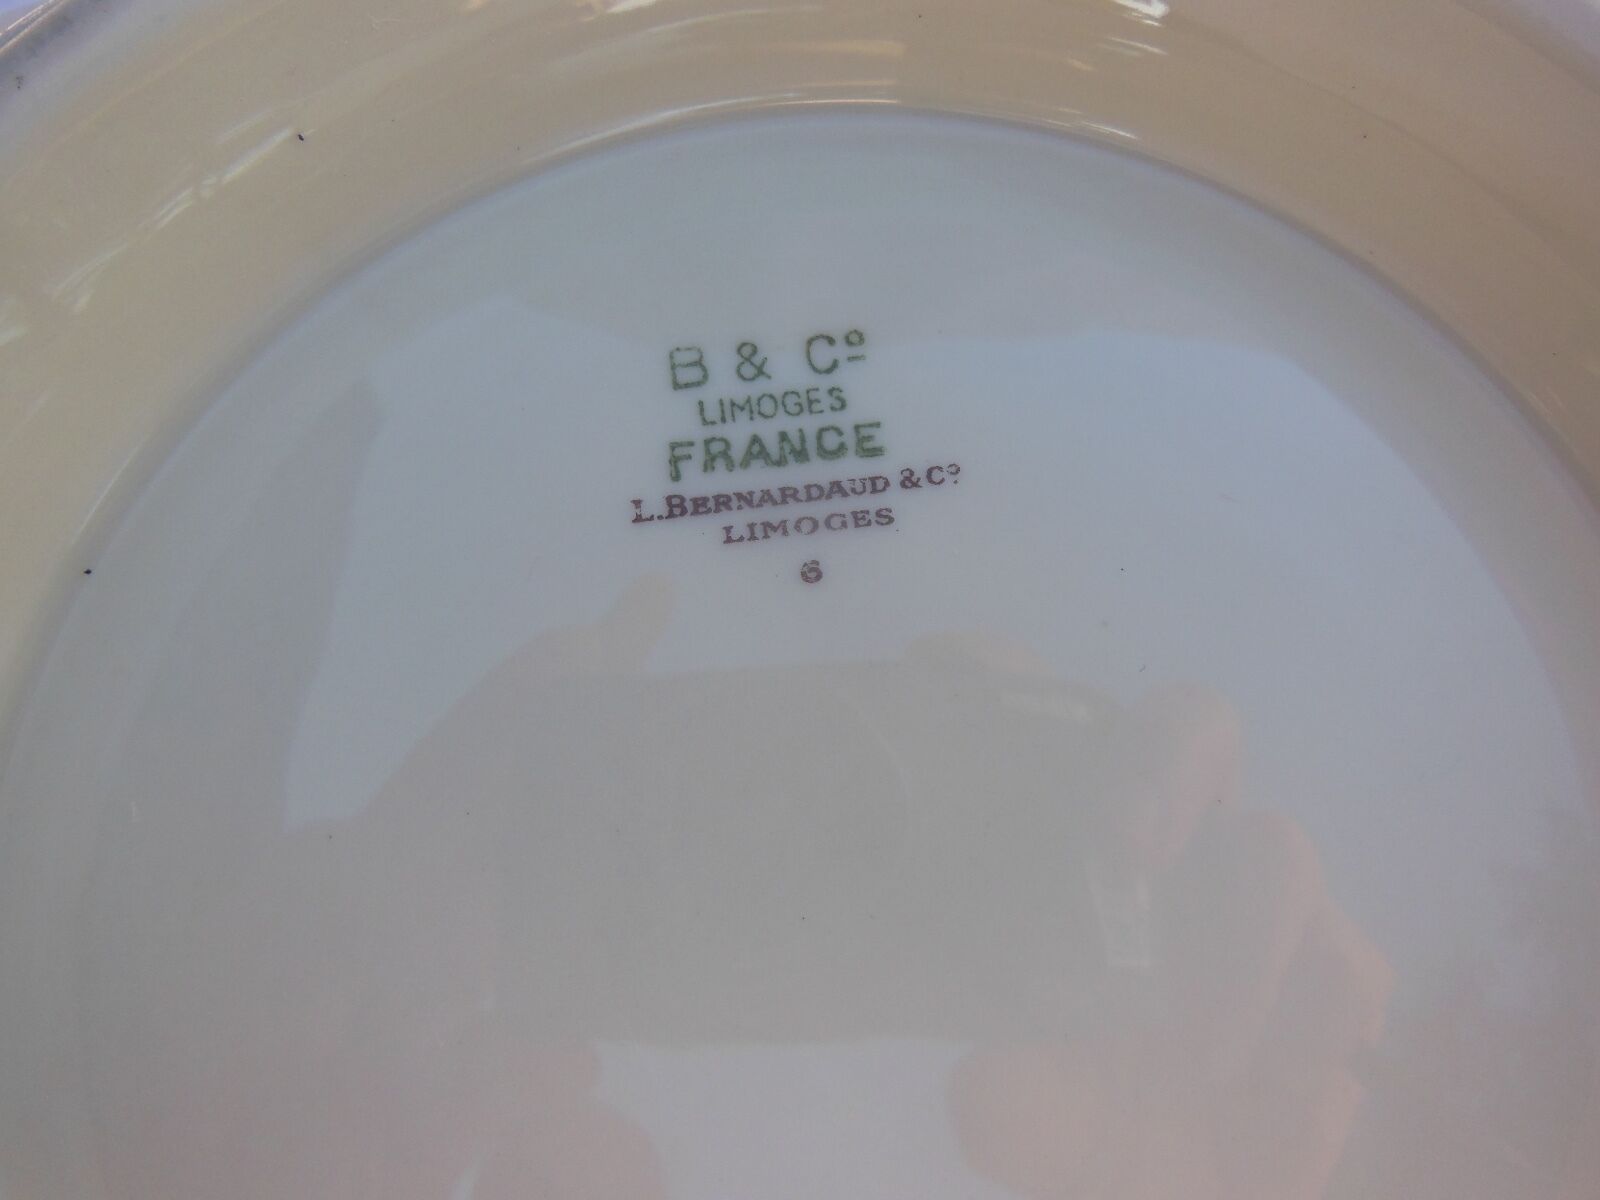 B & Cº
LIMOGES
FRANCE
L. BERNARDAUD & Cº
LIMOGES
6